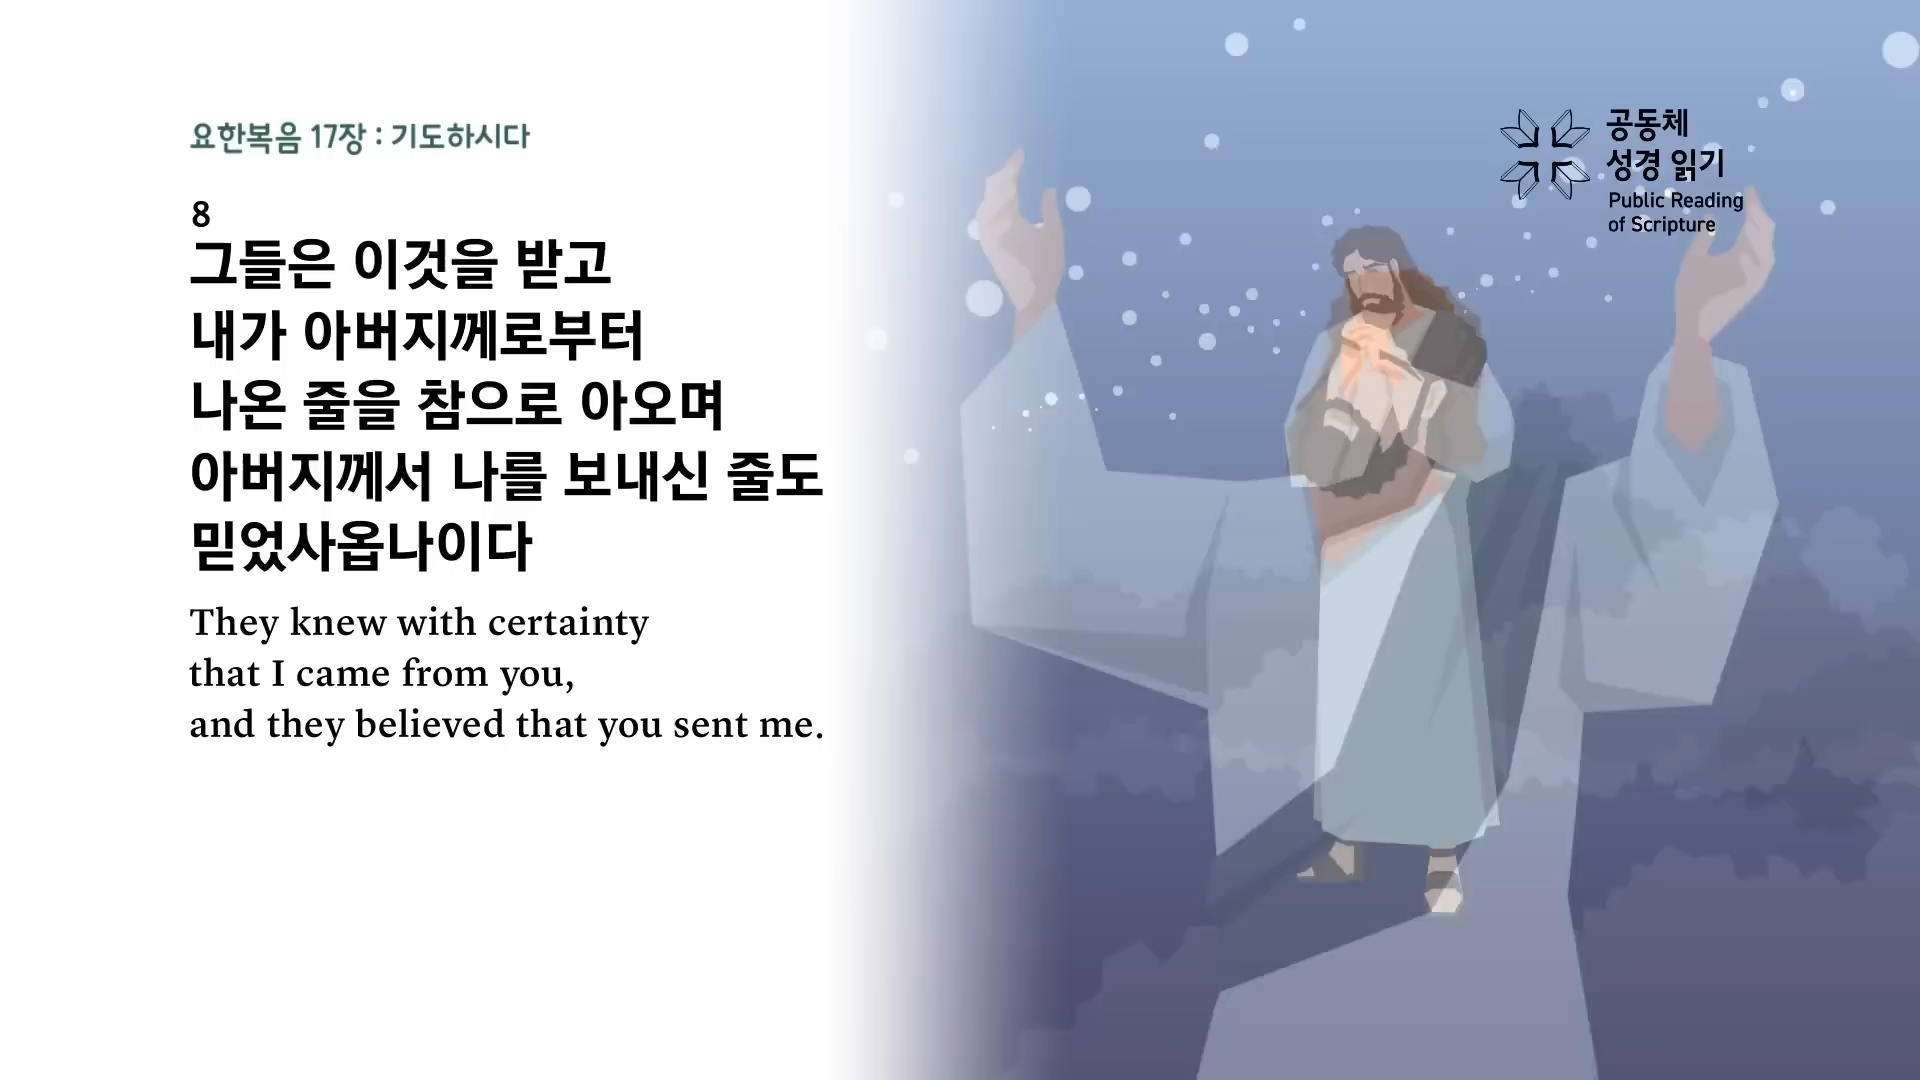 요한복음 17장 : 기도하시다
8
그들은 이것을 받고
내가 아버지께로부터
나온 줄을 참으로 아오며
아버지께서 나를 보내신 줄도
믿었사옵나이다
They knew with certainty
that I came from you,
and they believed that you sent me.
공동체
성경 읽기
Public Reading
of Scripture